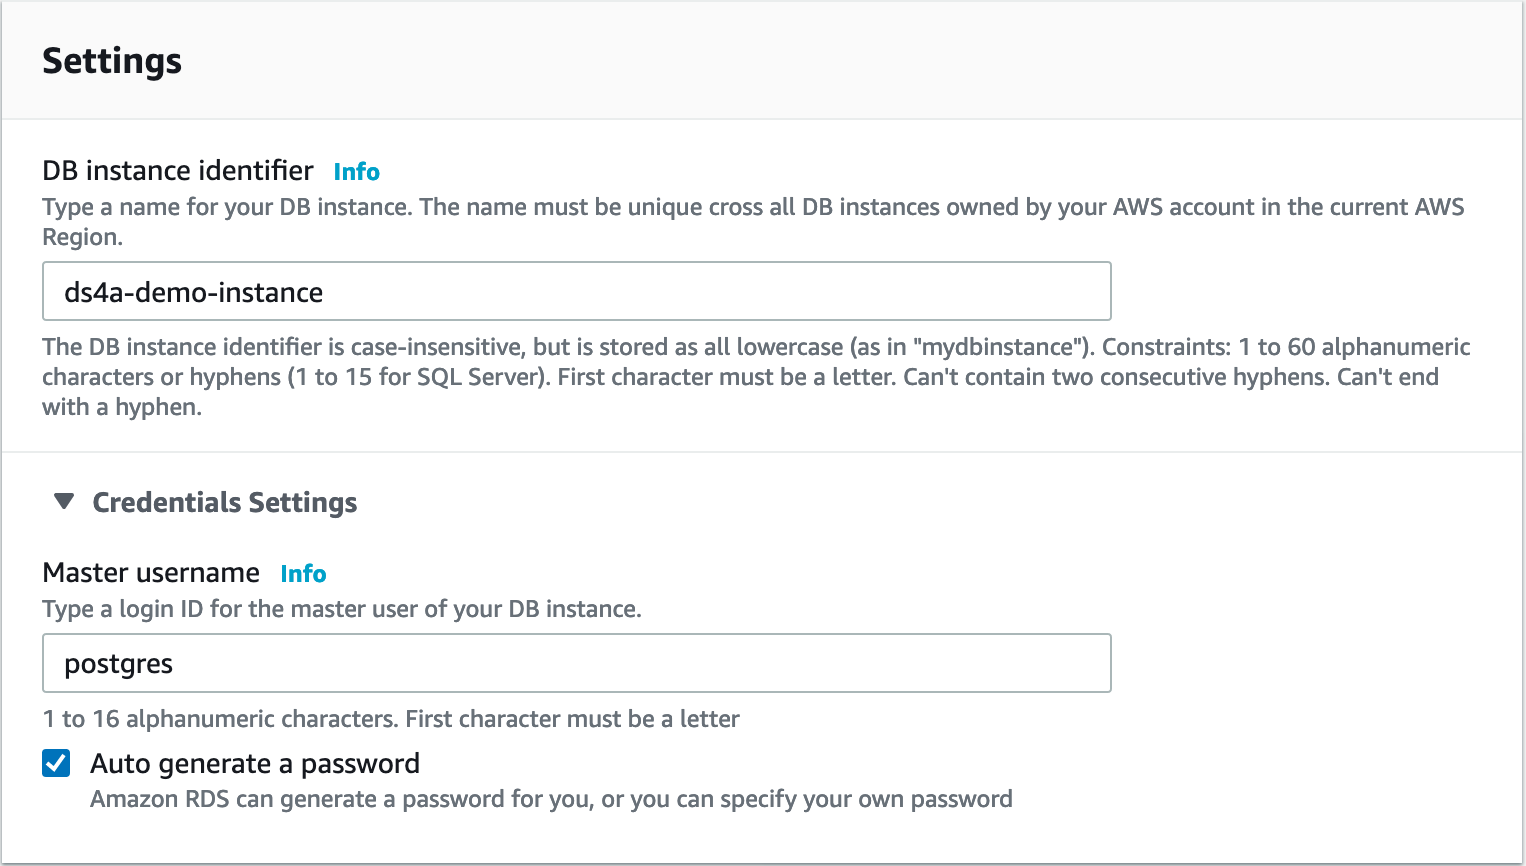 Settings
DB instance identifier Info
Type a name for your DB instance. The name must be unique cross all DB instances owned by your AWS account in the current AWS
Region.
ds4a-demo-instance
The DB instance identifier is case-insensitive, but is stored as all lowercase (as in "mydbinstance"). Constraints: 1 to 60 alphanumeric
characters or hyphens (1 to 15 for SQL Server). First character must be a letter. Can't contain two consecutive hyphens. Can't end
with a hyphen.
Credentials Settings
Master username Info
Type a login ID for the master user of your DB instance.
postgres
1 to 16 alphanumeric characters. First character must be a letter
Auto generate a password
Amazon RDS can generate a password for you, or you can specify your own password